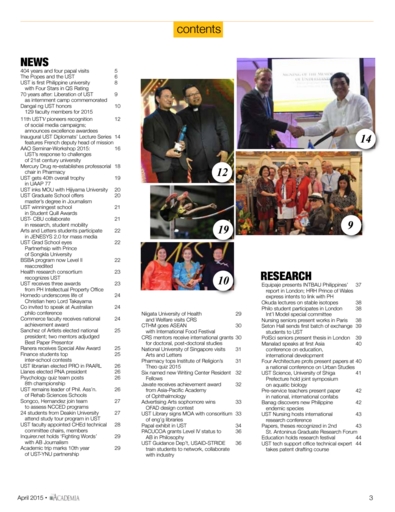 contents
NEWS
404 years and four papal visits 5
The Popes and the UST 6
UST is first Philippine university 8
with Four Stars in QS Rating
70 years after: Liberation of UST 9
as internment camp commemorated
Dangal ng UST honors 10
129 faculty members for 2015
11th USTV pioneers recognition 12
of social media campaigns;
announces excellence awardees
Inaugural UST Diplomats' Lecture Series 14
features French deputy head of mission
AAO Seminar-Workshop 2015: 16
UST's response to challenges
of 21st century university
Mercury Drug re-establishes professorial 18
chair in Pharmacy
UST gets 40th overall trophy 19
in UAAP 77
UST inks MOU with Hijiyama University 20
UST Graduate School offers 20
master's degree in Journalism
UST winningest school 21
in Student Quill Awards
UST- CBU collaborate 21
in research, student mobility
Arts and Letters students participate 22
in JENESYS 2.0 for mass media
UST Grad School eyes 22
Partnerhsip with Prince
of Songkla University
BSBA program now Level II 22
reaccredited
Health research consortium 23
recognizes UST
UST receives three awards 23
from PH Intellectual Property Office
Homiedo underscores life of 24
Christian hero Lord Takayama
Co invited to speak at Australian 24
philo conference
Commerce faculty receives national 24
achievement award
Sanchez of Artlets elected national 25
president; two mentors adjudged
Best Paper Presentor
Ranera receives Special Aliw Award 25
Finance students top 25
inter-school contests
UST librarian elected PRO in PAARL 26
Llanes elected PNA president 26
Psychology quiz team posts 26
8th championship
UST remains leader of Phil. Ass'n. 26
of Rehab Sciences Schools
Songco, Hernandez join team 27
to assess NCCED programs
24 students from Deakin University 27
attend study tour program in UST
UST faculty appointed CHEd technical 28
committee chairs, members
Inquirer.net holds 'Fighting Words' 29
with AB Journalism
Academic trip marks 10th year 29
of UST-YNU partnership
12
19
10
14
9
Niigata University of Health 29
and Welfare visits CRS
CTHM goes ASEAN 30
with International Food Festival
CRS mentors receive international grants 30
for doctoral, post-doctoral studies
National University of Singapore visits 31
Arts and Letters
Pharmacy tops Institute of Religion's 31
Theo quiz 2015
Six named new Writing Center Resident 32
Fellows
Javate receives achievement award 32
from Asia-Pacific Academy
of Ophthalmology
Advertising Arts sophomore wins 33
OFAD design contest
UST Library signs MOA with consortium 33
of eng'g libraries
Papal exhibit in UST 34
PACUCOA grants Level IV status to 36
AB in Philosophy
UST Guidance Dep't, USAID-STRIDE 36
train students to network, collaborate
with industry
RESEARCH
Equipaje presents INTBAU Philippines' 37
report in London; HRH Prince of Wales
express intents to link with PH
Okuda lectures on stable isotopes 38
Philo student participates in London 38
Int'l Model special committee
Nursing seniors present works in Paris 38
Seton Hall sends first batch of exchange 39
students to UST
PolSci seniors present thesis in London 39
Manaled speaks at first Asia 40
conference on education,
international development
Four Architecture profs present papers at 40
a national conference on Urban Studies
UST Science, University of Shiga 41
Prefecture hold joint symposium
on aquatic biology
Pre-service teachers present paper 42
in national, international confabs
Banag discovers new Philippine 42
endemic species
UST Nursing hosts international 43
research conference
Papers, theses recognized in 2nd 43
St. Antoninus Graduate Research Forum
Education holds research festival 44
UST tech support office technical expert 44
takes patent drafting course
April 2015 • ACADEMIA
3